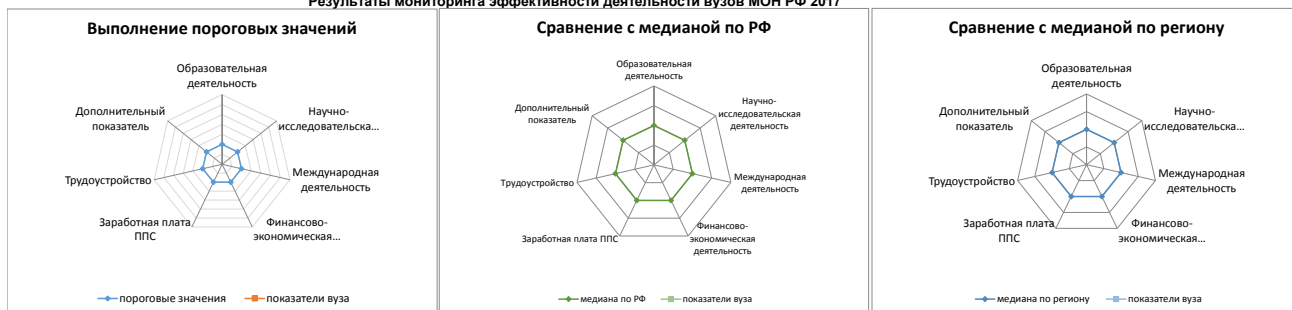 Результаты мониторинга эффективности деятельности вузов МОН РФ 2017
Выполнение пороговых значений
Образовательная
деятельность
Научно-
исследовательска...
Международная
деятельность
Финансово-
экономическая...
Заработная плата
ППС
Трудоустройство
Дополнительный
показатель
пороговые значения
показатели вуза
Сравнение с медианой по РФ
Образовательная
деятельность
Научно-
исследовательская
деятельность
Международная
деятельность
Финансово-
экономическая
деятельность
Заработная плата ППС
Трудоустройство
Дополнительный
показатель
медиана по РФ
показатели вуза
Сравнение с медианой по региону
Образовательная
деятельность
Научно-
исследовательска...
Международная
деятельность
Финансово-
экономическая...
Заработная плата
ППС
Трудоустройство
Дополнительный
показатель
медиана по региону
показатели вуза